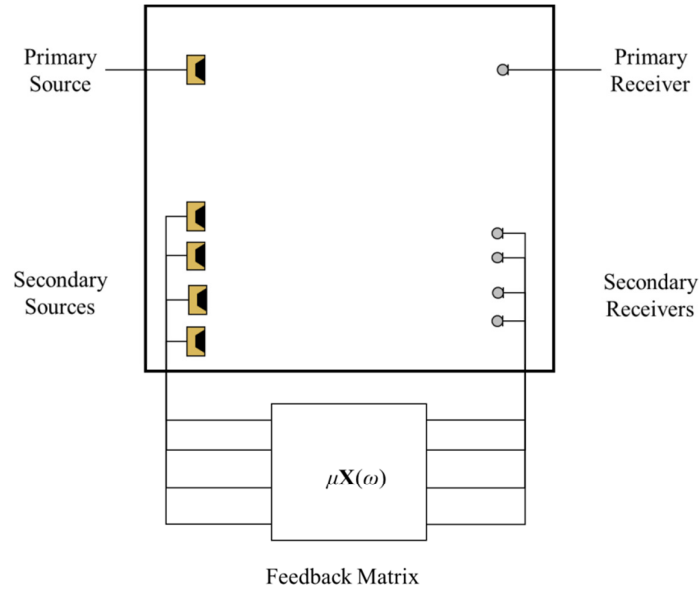 Primary
Source
Primary
Receiver
Secondary
Sources
Secondary
Receivers
μX(ω)
Feedback Matrix